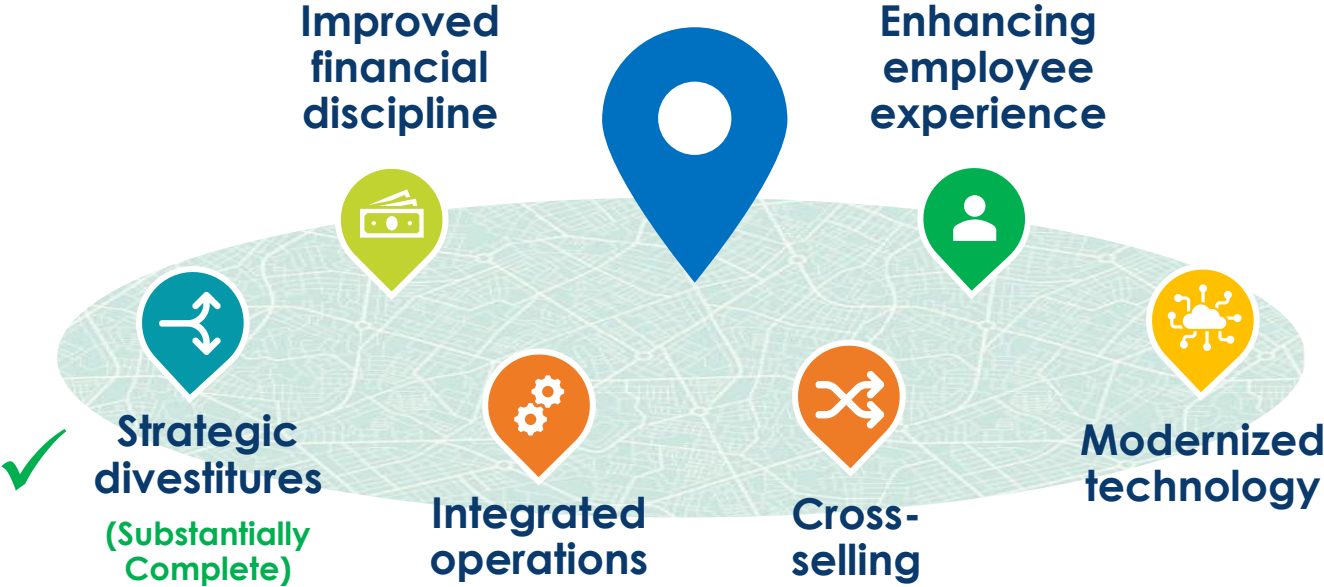 Improved
financial
discipline
Enhancing
employee
experience
Strategic
divestitures
(Substantially
Complete)
Integrated
operations
Cross-
selling
Modernized
technology